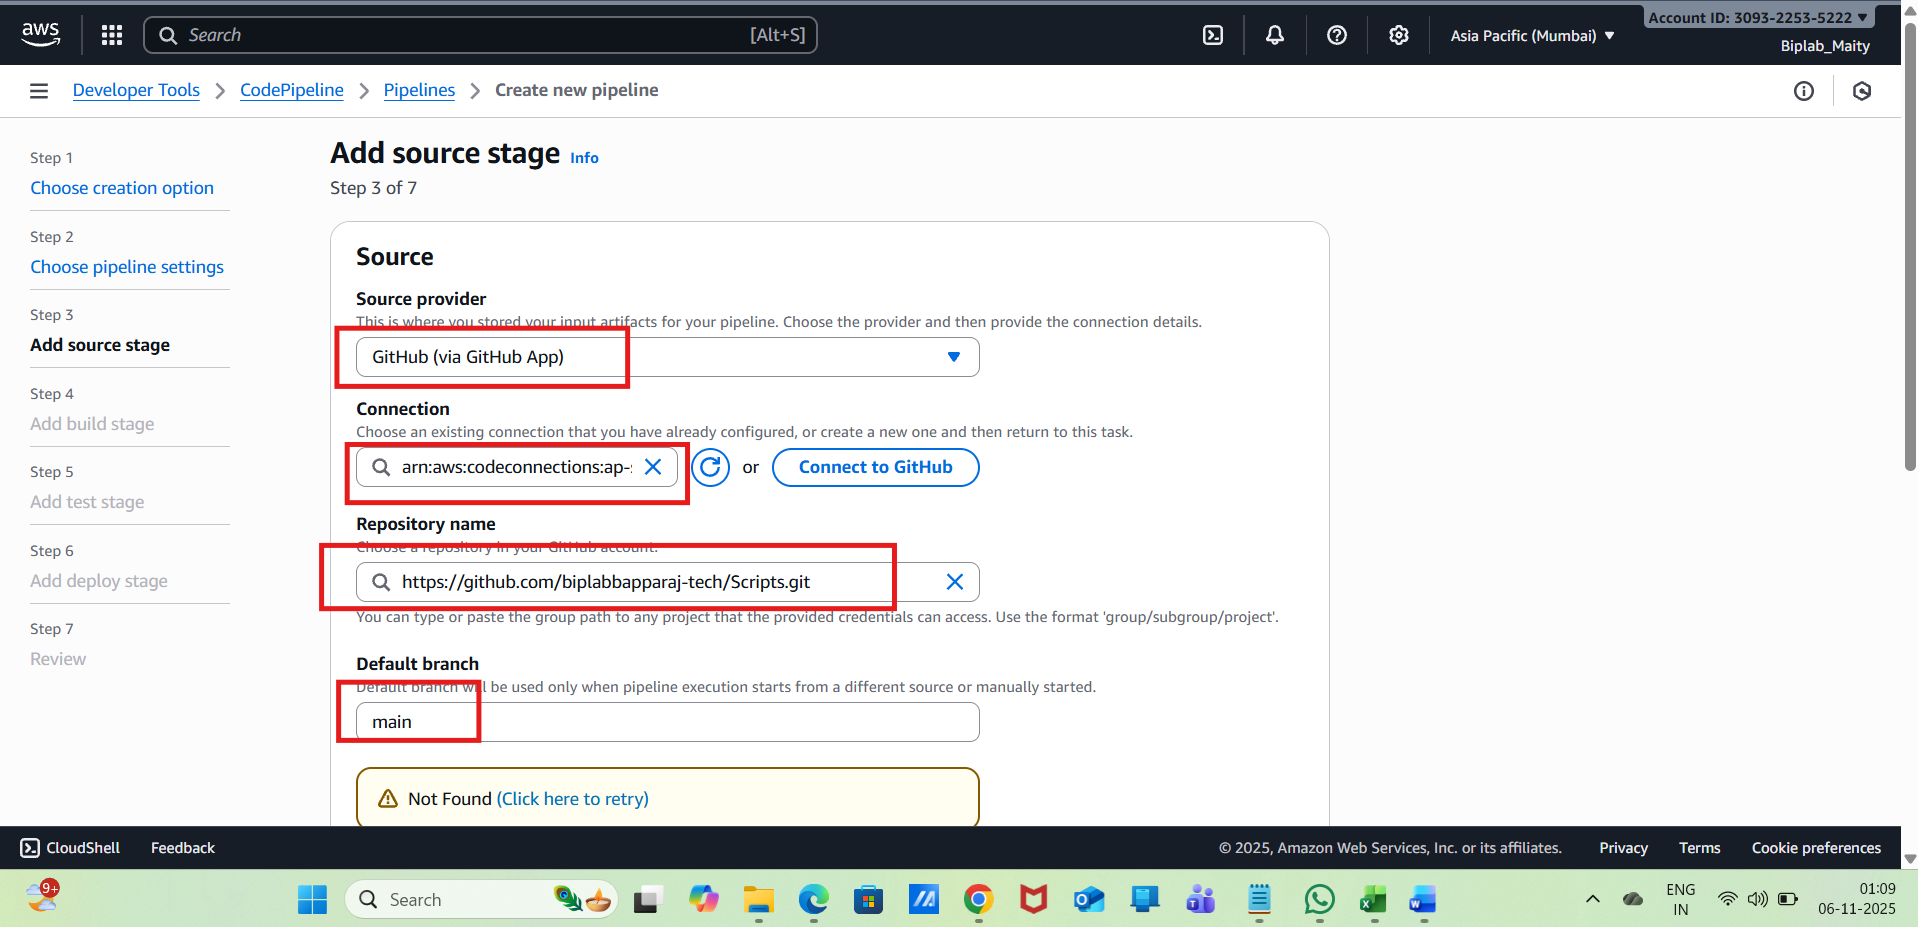 aws
Search
[Alt+S]
Asia Pacific (Mumbai) ▼
Account ID: 3093-2253-5222 ▼
Biplab_Maity
Developer Tools > CodePipeline > Pipelines > Create new pipeline
Step 1
Choose creation option
Step 2
Choose pipeline settings
Step 3
Add source stage
Step 4
Add build stage
Step 5
Add test stage
Step 6
Add deploy stage
Step 7
Review
Add source stage Info
Step 3 of 7
Source
Source provider
This is where you stored your input artifacts for your pipeline. Choose the provider and then provide the connection details.
GitHub (via GitHub App)
Connection
Choose an existing connection that you have already configured, or create a new one and then return to this task.
arn:aws:codeconnections:ap-s
or
Connect to GitHub
Repository name
Choose a repository in your GitHub account.
https://github.com/biplabbapparaj-tech/Scripts.git
You can type or paste the group path to any project that the provided credentials can access. Use the format 'group/subgroup/project'.
Default branch
Default branch will be used only when pipeline execution starts from a different source or manually started.
main
Not Found (Click here to retry)
CloudShell
Feedback
© 2025, Amazon Web Services, Inc. or its affiliates.
Privacy
Terms
Cookie preferences
9+
Search
ENG
IN
01:09
06-11-2025